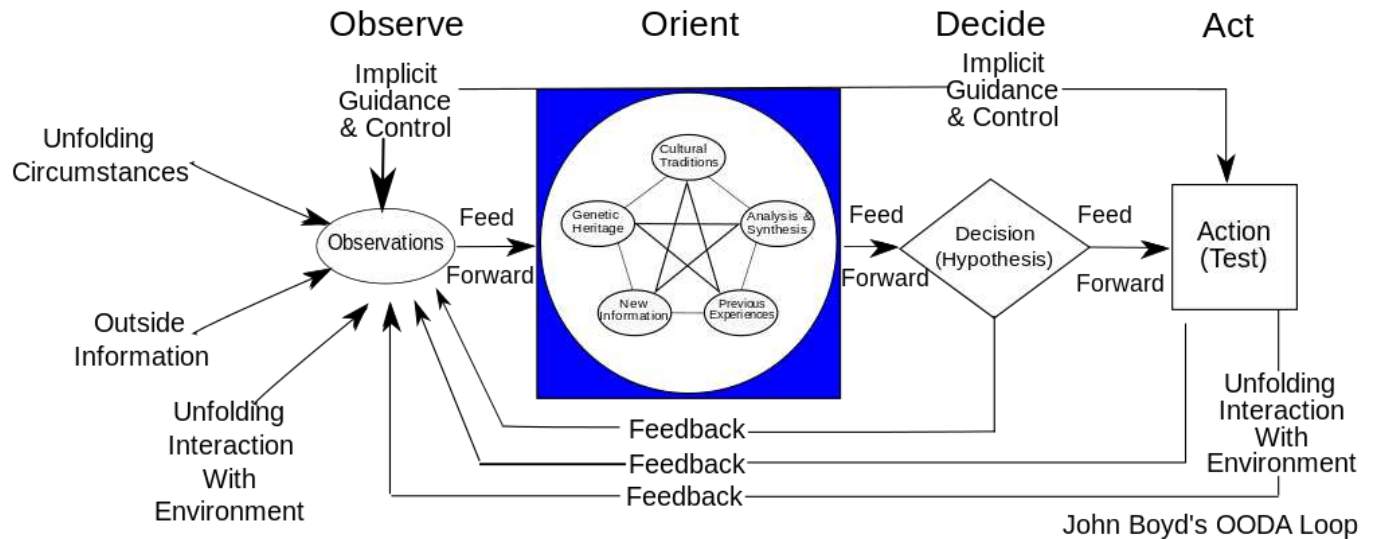 Observe
Orient
Decide
Act
Implicit
Guidance
& Control
Implicit
Guidance
& Control
Unfolding
Circumstances
Observations
Feed
Forward
Cultural
Traditions
Genetic
Heritage
Analysis &
Synthesis
New
Information
Previous
Experiences
Feed
Forward
Decision
(Hypothesis)
Feed
Forward
Action
(Test)
Outside
Information
Unfolding
Interaction
With
Environment
Feedback
Feedback
Feedback
Unfolding
Interaction
With
Environment
John Boyd's OODA Loop